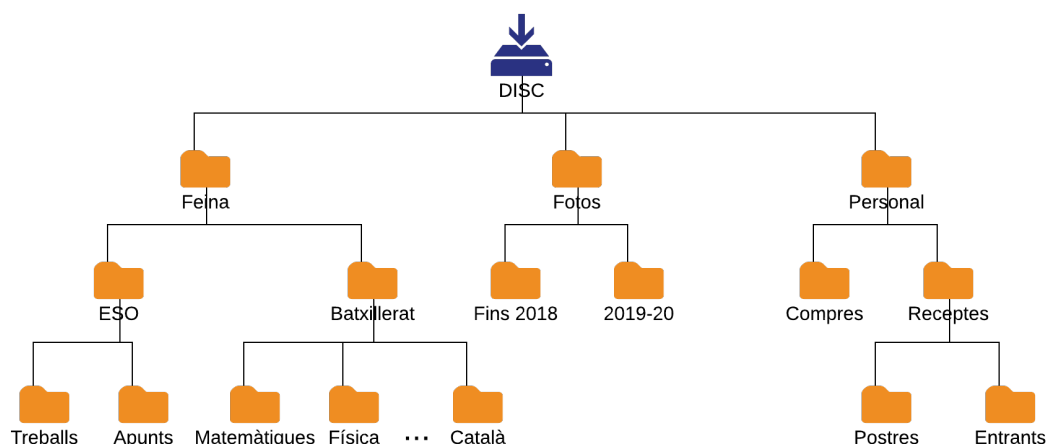 DISC
Feina
Fotos
Personal
ESO
Batxillerat
Fins 2018
2019-20
Compres
Receptes
Treballs
Apunts
Matemàtiques
Física
...
Català
Postres
Entrants